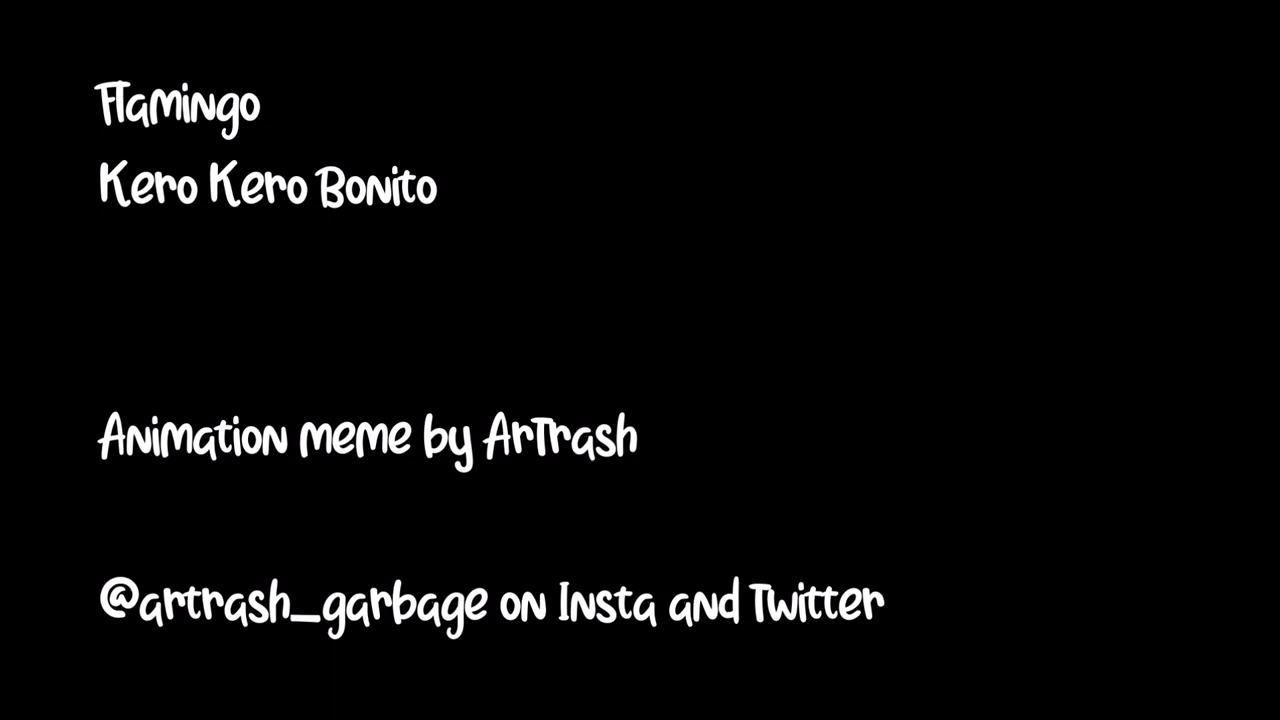 Flamingo
Kero Kero Bonito
Animation meme by ArTrash
@artrash_garbage on Insta and Twitter